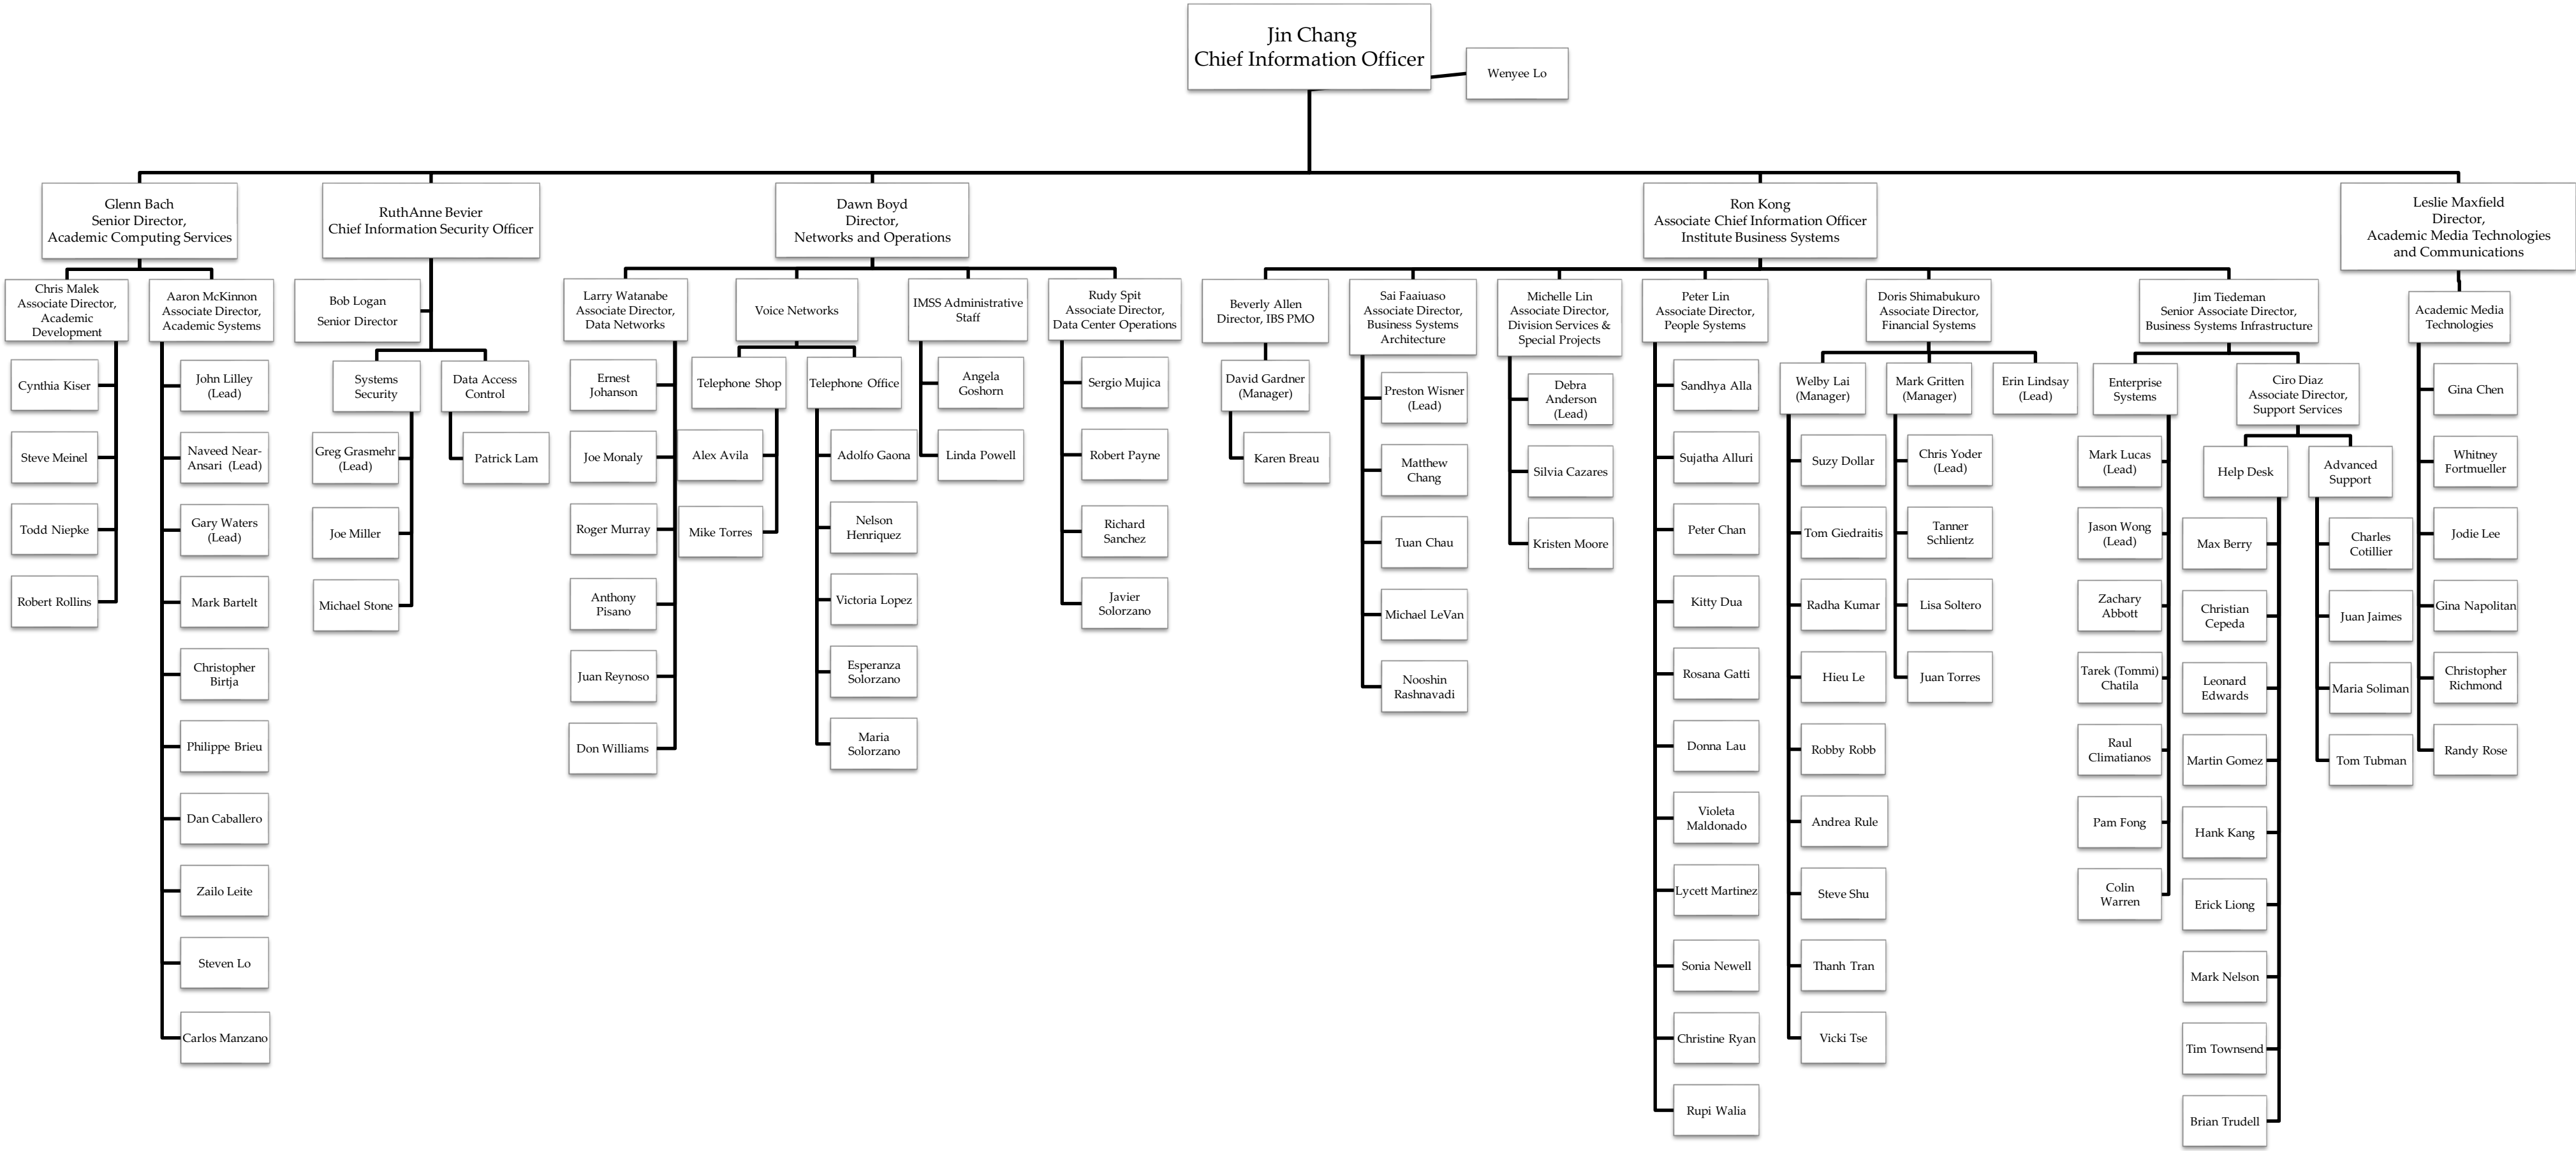 Jin Chang
Chief Information Officer
Wenyee Lo
Glenn Bach
Senior Director,
Academic Computing Services
RuthAnne Bevier
Chief Information Security Officer
Dawn Boyd
Director,
Networks and Operations
Ron Kong
Associate Chief Information Officer
Institute Business Systems
Leslie Maxfield
Director,
Academic Media Technologies
and Communications
Chris Malek
Associate Director,
Academic
Development
Cynthia Kiser
Steve Meinel
Todd Niepke
Robert Rollins
Aaron McKinnon
Associate Director,
Academic Systems
John Lilley
(Lead)
Naveed Near-
Ansari (Lead)
Gary Waters
(Lead)
Mark Bartelt
Christopher
Birtja
Philippe Brieu
Dan Caballero
Zailo Leite
Steven Lo
Carlos Manzano
Bob Logan
Senior Director
Systems
Security
Greg Grasmehr
(Lead)
Joe Miller
Michael Stone
Data Access
Control
Patrick Lam
Larry Watanabe
Associate Director,
Data Networks
Ernest
Johanson
Joe Monaly
Roger Murray
Anthony
Pisano
Juan Reynoso
Don Williams
Voice Networks
Telephone Shop
Alex Avila
Mike Torres
Telephone Office
Adolfo Gaona
Nelson
Henriquez
Victoria Lopez
Esperanza
Solorzano
Maria
Solorzano
IMSS Administrative
Staff
Angela
Goshorn
Linda Powell
Rudy Spit
Associate Director,
Data Center Operations
Sergio Mujica
Robert Payne
Richard
Sanchez
Javier
Solorzano
Beverly Allen
Director, IBS PMO
David Gardner
(Manager)
Karen Breau
Sai Faaiuaso
Associate Director,
Business Systems
Architecture
Preston Wisner
(Lead)
Matthew
Chang
Tuan Chau
Michael LeVan
Nooshin
Rashnavadi
Michelle Lin
Associate Director,
Division Services &
Special Projects
Debra
Anderson
(Lead)
Silvia Cazares
Kristen Moore
Peter Lin
Associate Director,
People Systems
Sandhya Alla
Sujatha Alluri
Peter Chan
Kitty Dua
Rosana Gatti
Donna Lau
Violeta
Maldonado
Lycett Martinez
Sonia Newell
Christine Ryan
Rupi Walia
Doris Shimabukuro
Associate Director,
Financial Systems
Welby Lai
(Manager)
Suzy Dollar
Tom Giedraitis
Radha Kumar
Hieu Le
Robby Robb
Andrea Rule
Steve Shu
Thanh Tran
Vicki Tse
Mark Gritten
(Manager)
Chris Yoder
(Lead)
Tanner
Schlientz
Lisa Soltero
Juan Torres
Erin Lindsay
(Lead)
Jim Tiedeman
Senior Associate Director,
Business Systems Infrastructure
Enterprise
Systems
Mark Lucas
(Lead)
Jason Wong
(Lead)
Zachary
Abbott
Tarek (Tommi)
Chatila
Raul
Climatianos
Pam Fong
Colin
Warren
Ciro Diaz
Associate Director,
Support Services
Help Desk
Max Berry
Christian
Cepeda
Leonard
Edwards
Martin Gomez
Hank Kang
Erick Liong
Mark Nelson
Tim Townsend
Brian Trudell
Advanced
Support
Charles
Cotillier
Juan Jaimes
Maria Soliman
Tom Tubman
Academic Media
Technologies
Gina Chen
Whitney
Fortmueller
Jodie Lee
Gina Napolitan
Christopher
Richmond
Randy Rose